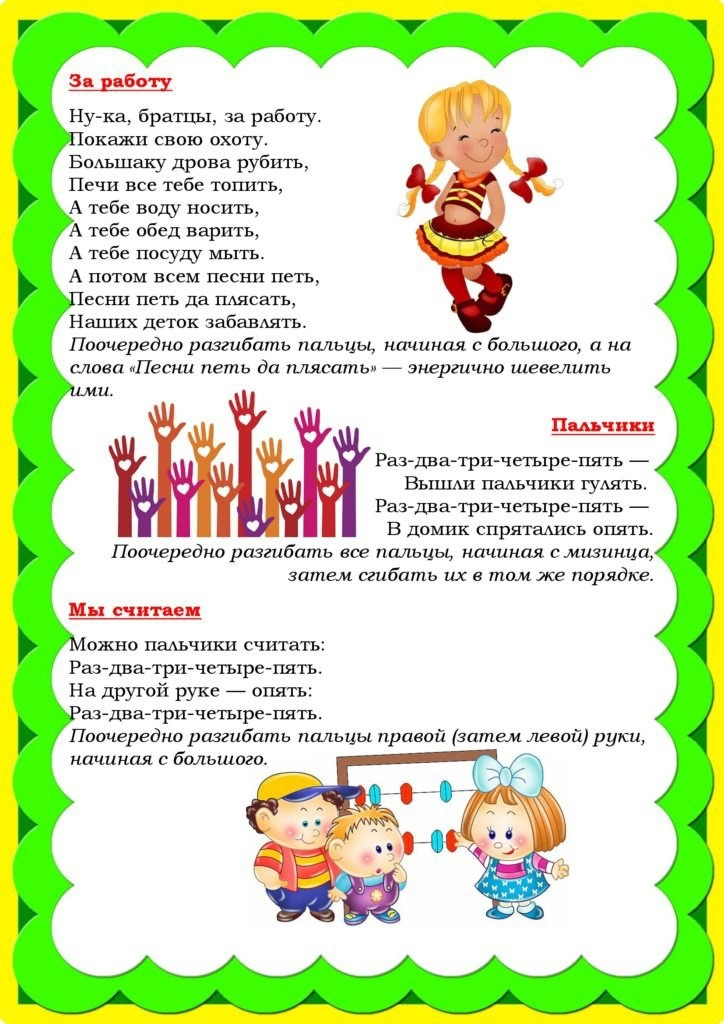 За работу
Ну-ка, братцы, за работу.
Покажи свою охоту.
Большаку дрова рубить,
Печи все тебе топить,
А тебе воду носить,
А тебе обед варить,
А тебе посуду мыть.
А потом всем песни петь,
Песни петь да плясать,
Наших деток забавлять.
Поочередно разгибать пальцы, начиная с большого, а на
слова «Песни петь да плясать» — энергично шевелить
ими.
Пальчики
Раз-два-три-четыре-пять —
Вышли пальчики гулять.
Раз-два-три-четыре-пять —
В домик спрятались опять.
Поочередно разгибать все пальцы, начиная с мизинца,
затем сгибать их в том же порядке.
Мы считаем
Можно пальчики считать:
Раз-два-три-четыре-пять.
На другой руке — опять:
Раз-два-три-четыре-пять.
Поочередно разгибать пальцы правой (затем левой) руки,
начиная с большого.